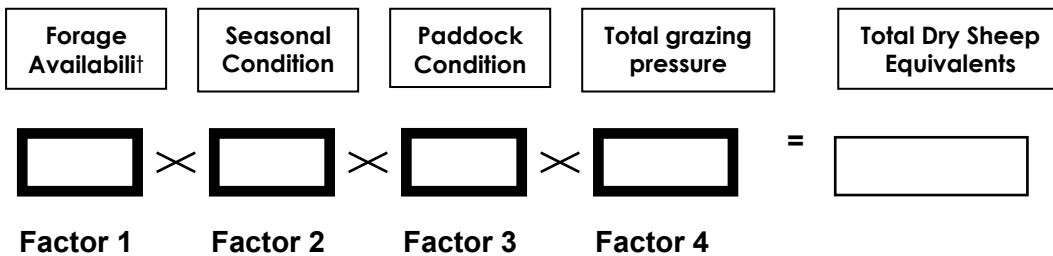 Forage
Availabilit
Seasonal
Condition
Paddock
Condition
Total grazing
pressure
Total Dry Sheep
Equivalents
=
Factor 1
Factor 2
Factor 3
Factor 4